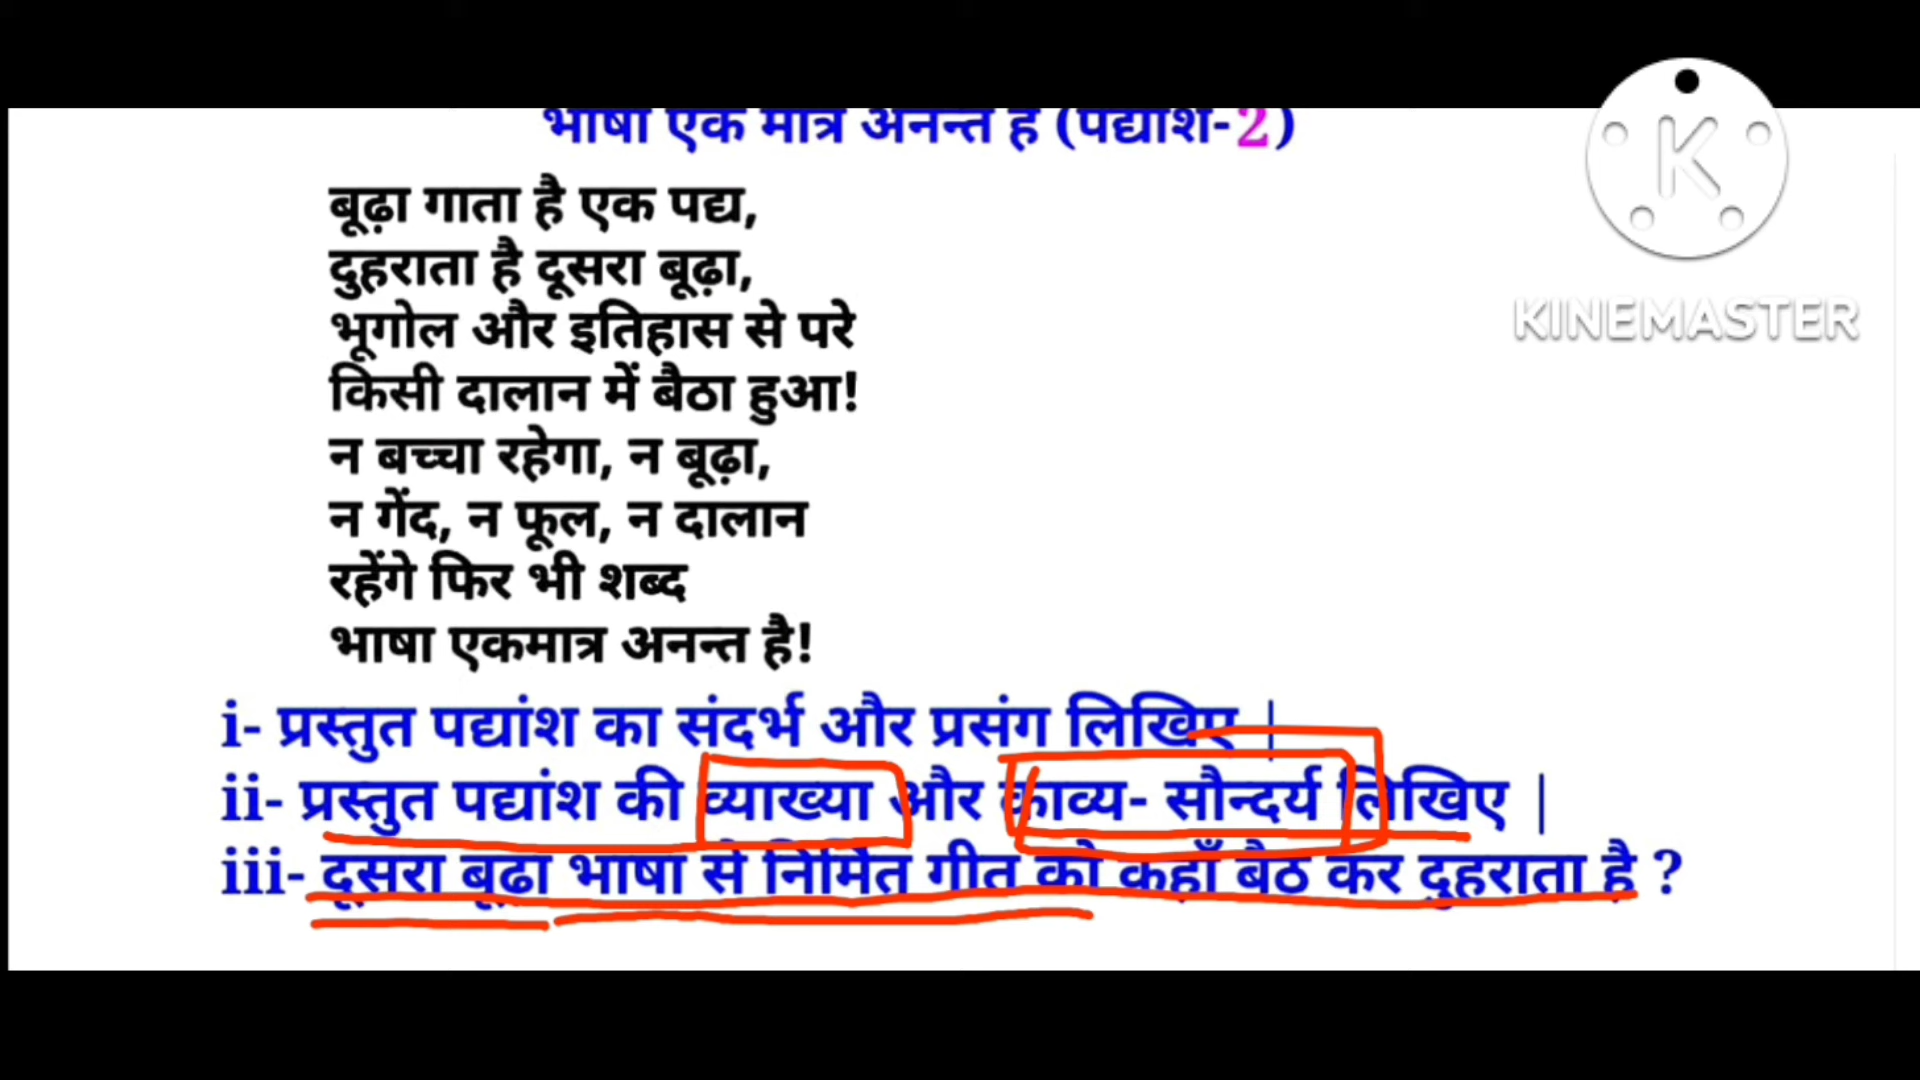 भाषा एक मात्र अनन्त है (पद्यांश-2)
बूढ़ा गाता है एक पद्य,
दुहराता है दूसरा बूढ़ा,
भूगोल और इतिहास से परे
किसी दालान में बैठा हुआ!
न बच्चा रहेगा, न बूढ़ा,
न गेंद, न फूल, न दालान
रहेंगे फिर भी शब्द
भाषा एकमात्र अनन्त है!
i- प्रस्तुत पद्यांश का संदर्भ और प्रसंग लिखिए |
ii- प्रस्तुत पद्यांश की व्याख्या और काव्य- सौन्दर्य लिखिए |
iii- दूसरा बूढ़ा भाषा से निर्मित गीत को कहाँ बैठ कर दुहराता है ?
K
KINEMASTER